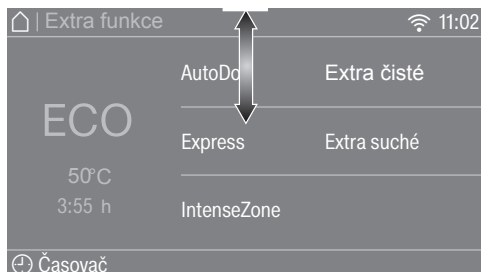 | Extra funkce 11:02
AutoDo Extra čisté
ECO
Express Extra suché
50°C
3:55 h
IntenseZone
Časovač